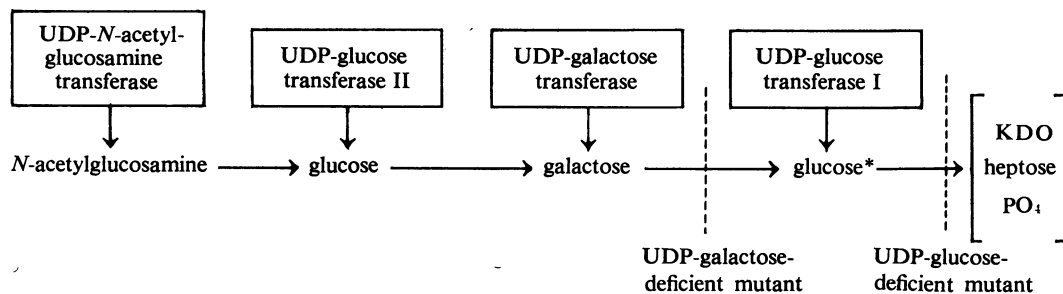 UDP-N-acetyl-
glucosamine
transferase
UDP-glucose
transferase II
UDP-galactose
transferase
UDP-glucose
transferase I
N-acetylglucosamine
glucose
galactose
glucose*
KDO
heptose
PO₄
UDP-galactose-
deficient mutant
UDP-glucose-
deficient mutant